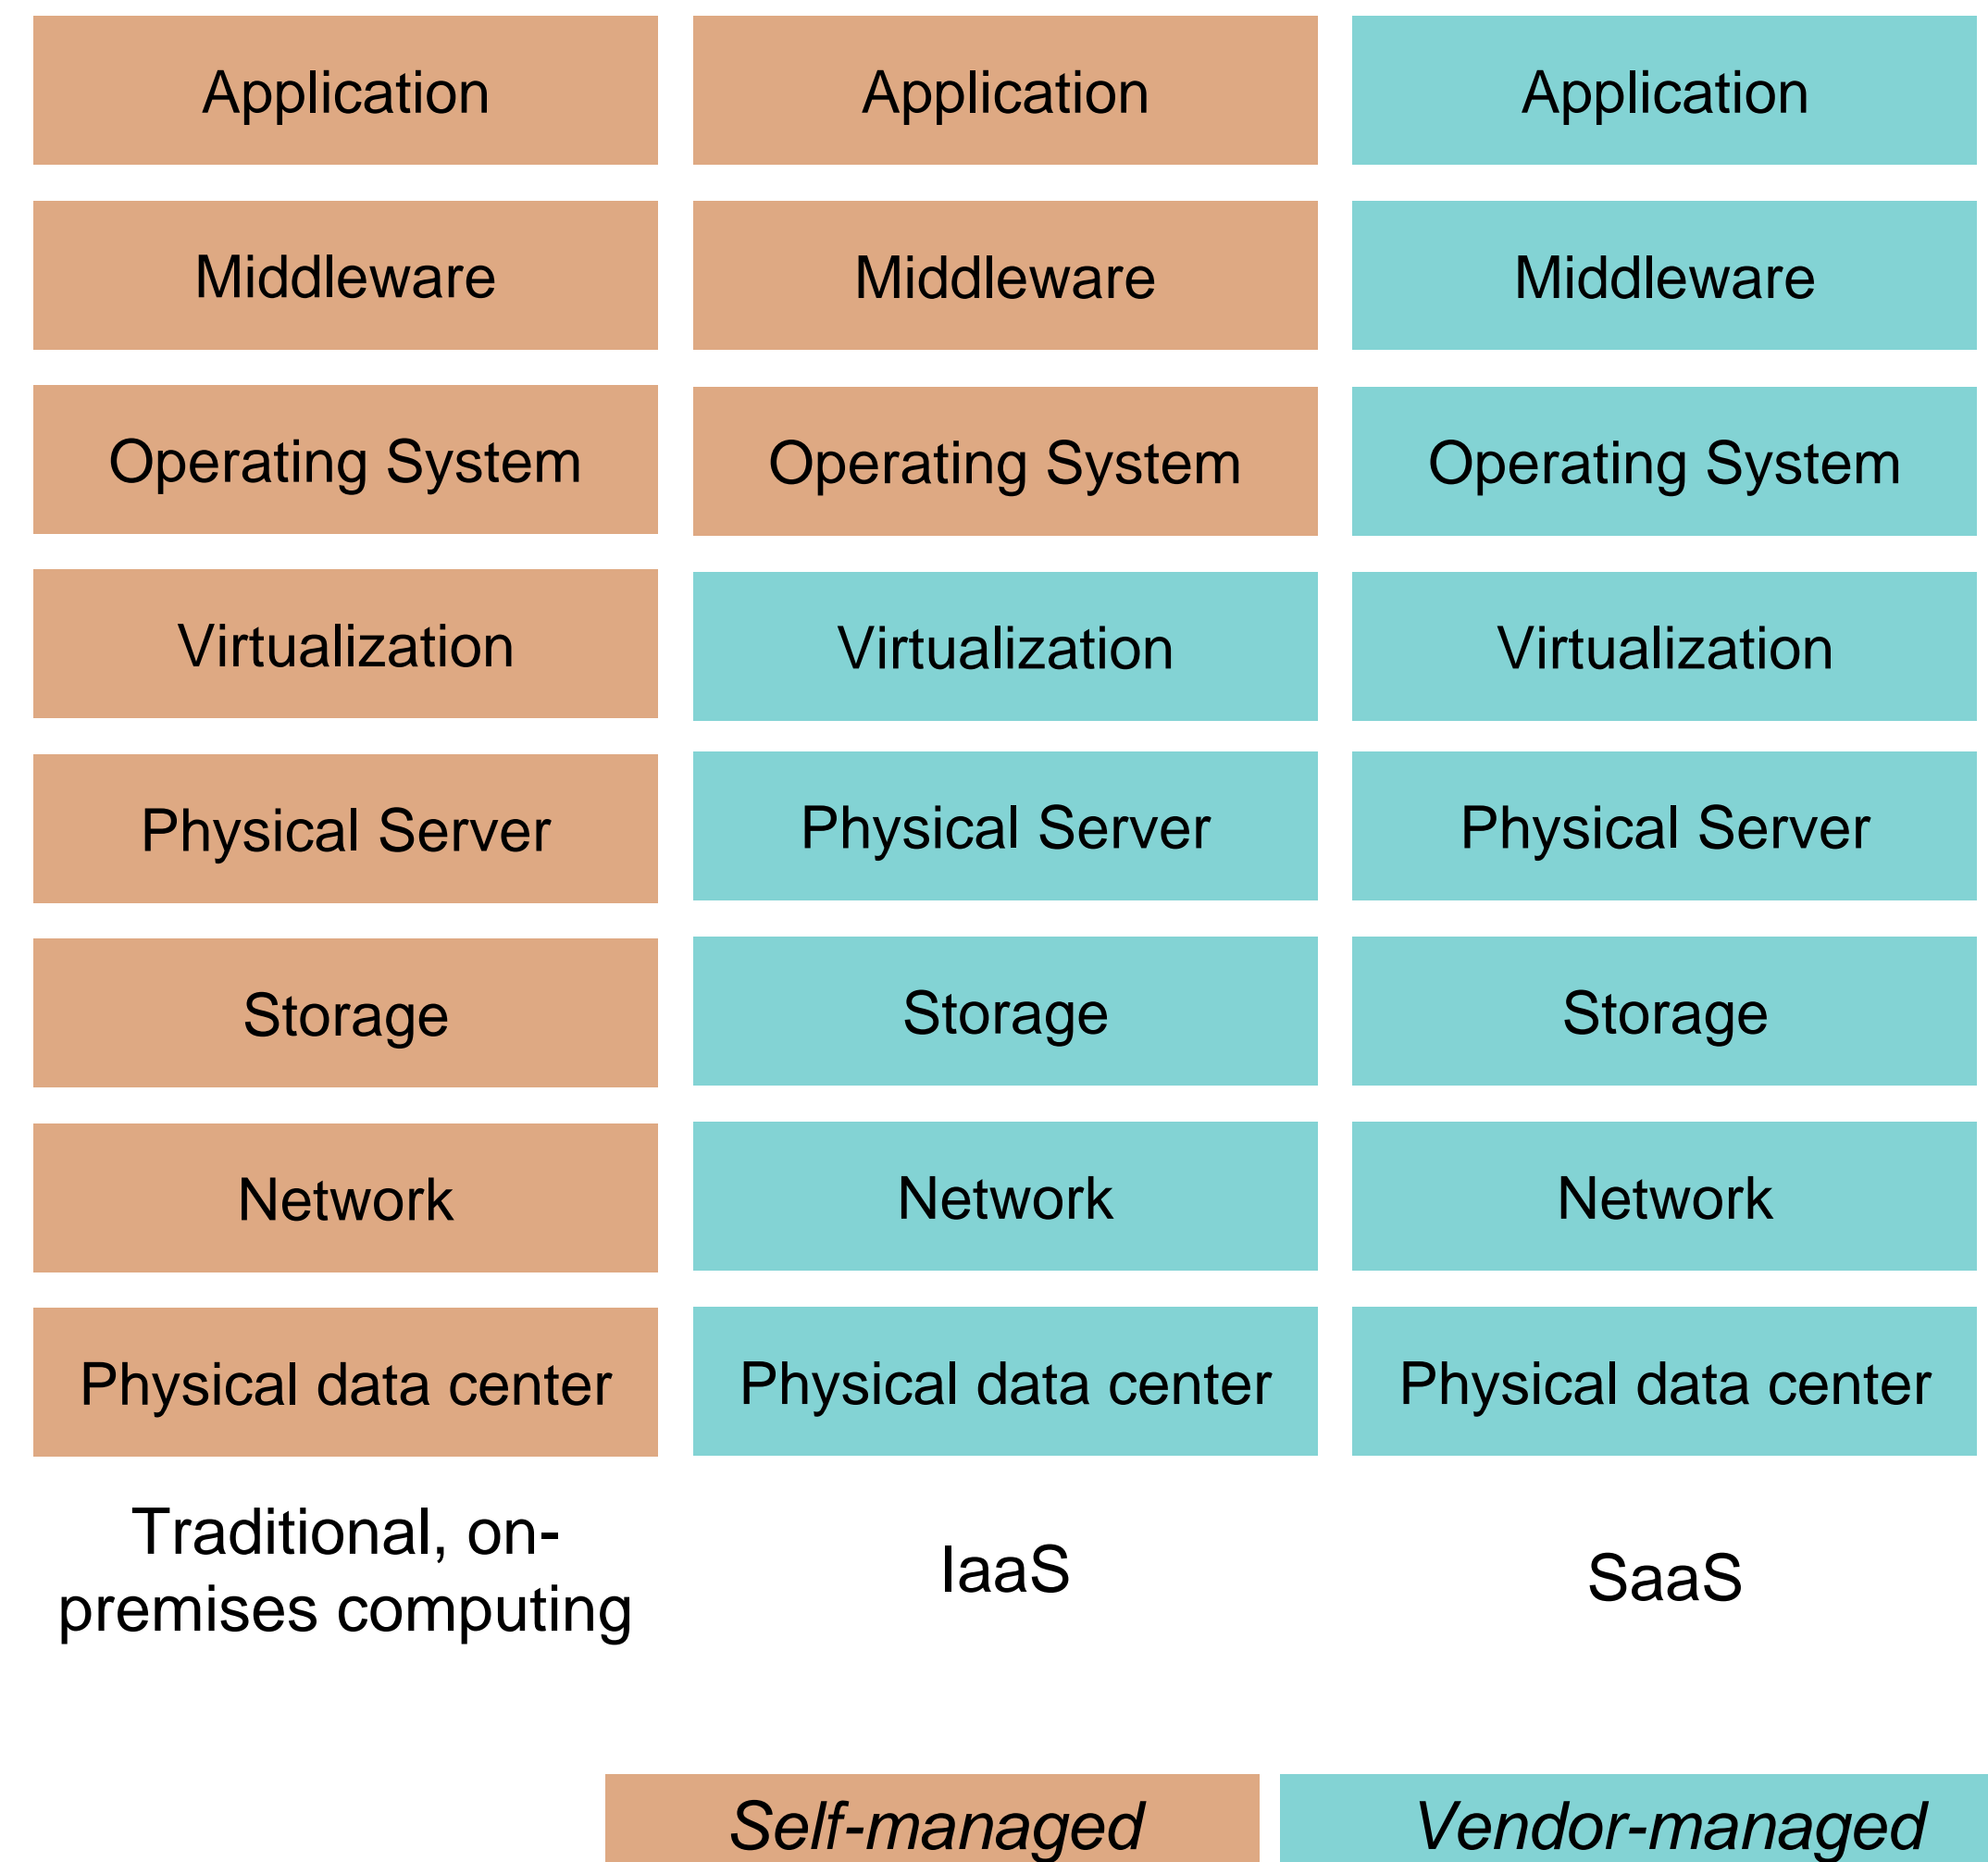 Application
Application
Application
Middleware
Middleware
Middleware
Operating System
Operating System
Operating System
Virtualization
Virtualization
Virtualization
Physical Server
Physical Server
Physical Server
Storage
Storage
Storage
Network
Network
Network
Physical data center
Physical data center
Physical data center
Traditional, on-
premises computing
IaaS
SaaS
Self-managed
Vendor-managed